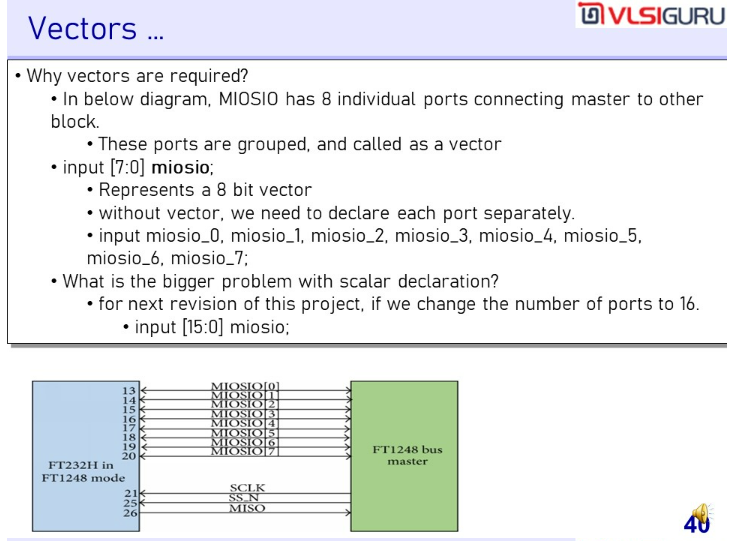 Vectors ...
VLSIGURU
• Why vectors are required?
• In below diagram, MIOSIO has 8 individual ports connecting master to other
block.
• These ports are grouped, and called as a vector
• input [7:0] miosio;
• Represents a 8 bit vector
• without vector, we need to declare each port separately.
• input miosio_0, miosio_1, miosio_2, miosio_3, miosio_4, miosio_5,
miosio_6, miosio_7;
• What is the bigger problem with scalar declaration?
• for next revision of this project, if we change the number of ports to 16.
• input [15:0] miosio;
13 MIOSIO[0]
14 MIOSIO[1]
15 MIOSIO[2]
16 MIOSIO[3]
17 MIOSIO[4]
18 MIOSIO[5]
19 MIOSIO[6]
20 MIOSIO[7]
FT232H in
FT1248 mode
FT1248 bus
master
21 SCLK
25 SS_N
26 MISO
40